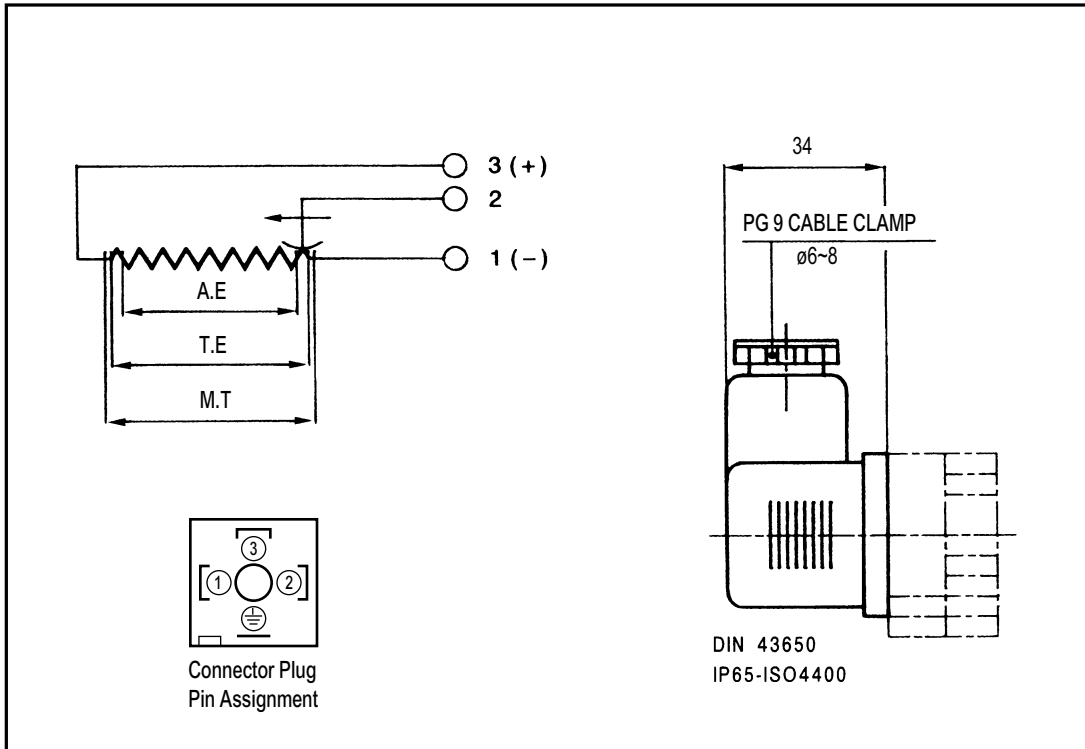 3 (+)
2
1 (−)
A.E
T.E
M.T
3
1
2
Connector Plug
Pin Assignment
34
PG 9 CABLE CLAMP
ø6~8
DIN 43650
IP65-ISO4400